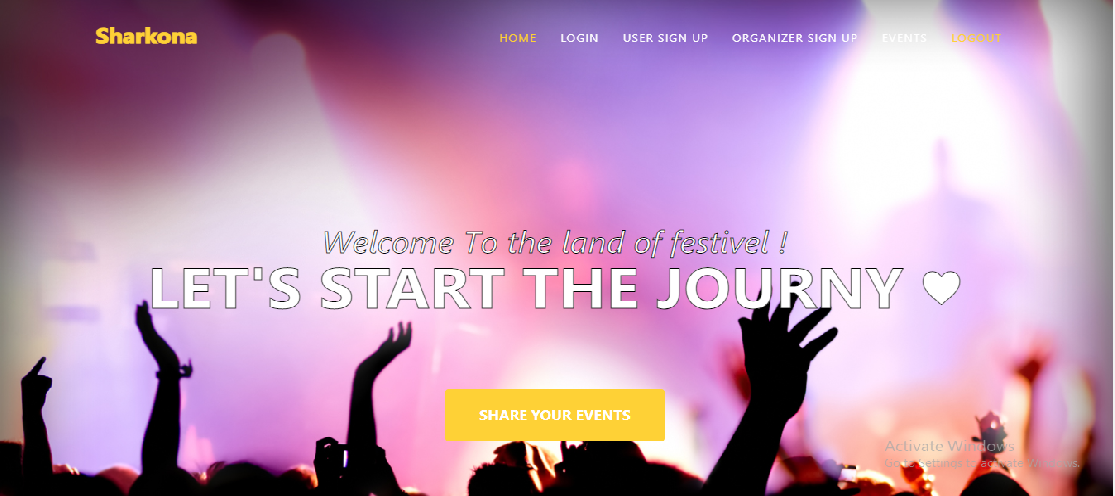 Sharkona
HOME LOGIN USER SIGN UP ORGANIZER SIGN UP EVENTS LOGOUT
Welcome To the land of festivel !
LET'S START THE JOURNY
SHARE YOUR EVENTS
Activate Windows
Go to Settings to activate Windows.